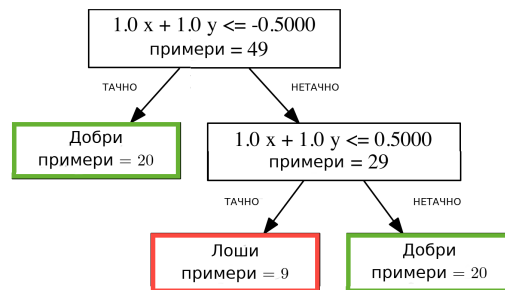 1.0 x + 1.0 y <= -0.5000
примери = 49
ТАЧНО
НЕТАЧНО
Добри
примери = 20
1.0 x + 1.0 y <= 0.5000
примери = 29
ТАЧНО
НЕТАЧНО
Лоши
примери = 9
Добри
примери = 20